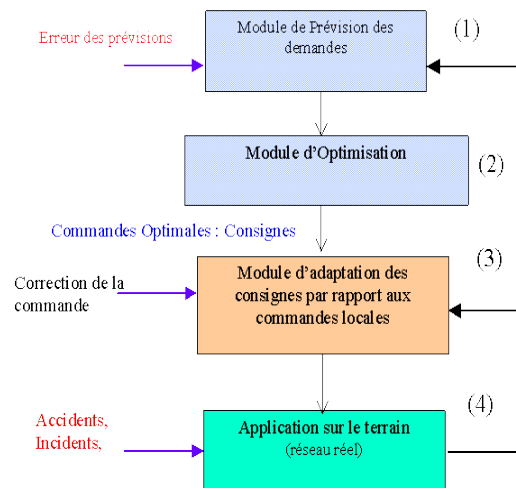 Erreur des prévisions
Module de Prévision des
demandes
(1)
Module d'Optimisation
(2)
Commandes Optimales : Consignes
Correction de la
commande
Module d'adaptation des
consignes par rapport aux
commandes locales
(3)
Accidents,
Incidents,
Application sur le terrain
(réseau réel)
(4)